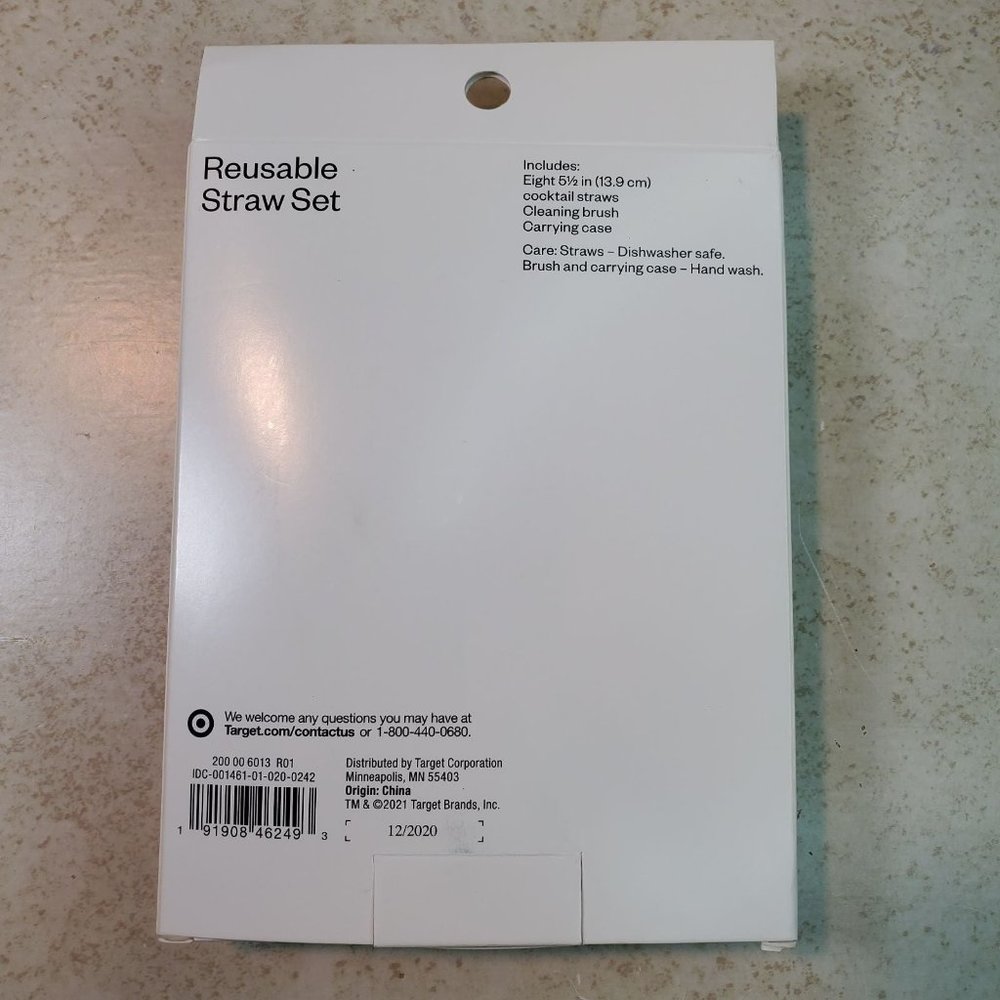 Reusable
Straw Set
Includes:
Eight 5½ in (13.9 cm)
cocktail straws
Cleaning brush
Carrying case
Care: Straws – Dishwasher safe.
Brush and carrying case – Hand wash.
We welcome any questions you may have at
Target.com/contactus or 1-800-440-0680.
200 00 6013 R01
IDC-001461-01-020-0242
1 91908 46249 3
Distributed by Target Corporation
Minneapolis, MN 55403
Origin: China
TM & ©2021 Target Brands, Inc.
12/2020